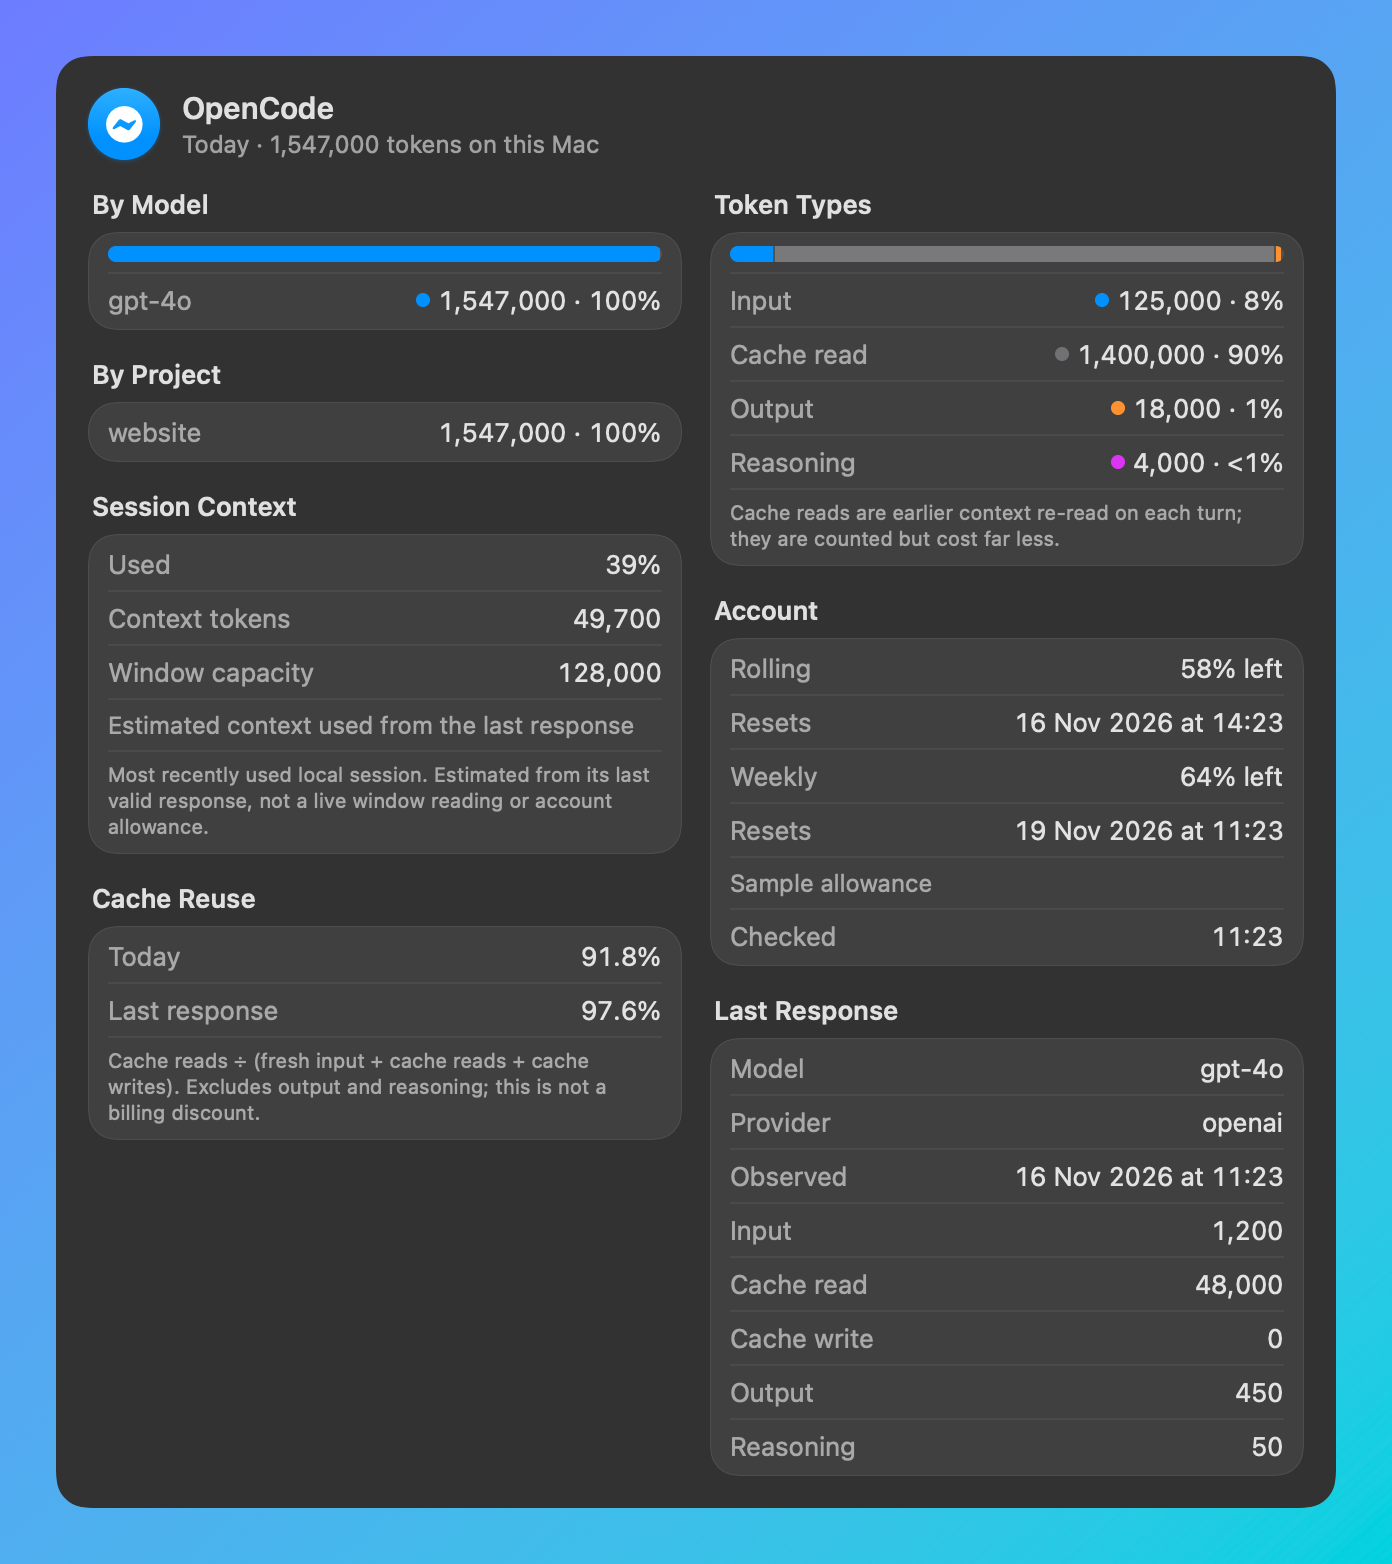 OpenCode
Today · 1,547,000 tokens on this Mac
By Model
gpt-4o 1,547,000 · 100%
By Project
website 1,547,000 · 100%
Session Context
Used 39%
Context tokens 49,700
Window capacity 128,000
Estimated context used from the last response
Most recently used local session. Estimated from its last
valid response, not a live window reading or account
allowance.
Cache Reuse
Today 91.8%
Last response 97.6%
Cache reads ÷ (fresh input + cache reads + cache
writes). Excludes output and reasoning; this is not a
billing discount.
Token Types
Input 125,000 · 8%
Cache read 1,400,000 · 90%
Output 18,000 · 1%
Reasoning 4,000 · <1%
Cache reads are earlier context re-read on each turn;
they are counted but cost far less.
Account
Rolling 58% left
Resets 16 Nov 2026 at 14:23
Weekly 64% left
Resets 19 Nov 2026 at 11:23
Sample allowance
Checked 11:23
Last Response
Model gpt-4o
Provider openai
Observed 16 Nov 2026 at 11:23
Input 1,200
Cache read 48,000
Cache write 0
Output 450
Reasoning 50